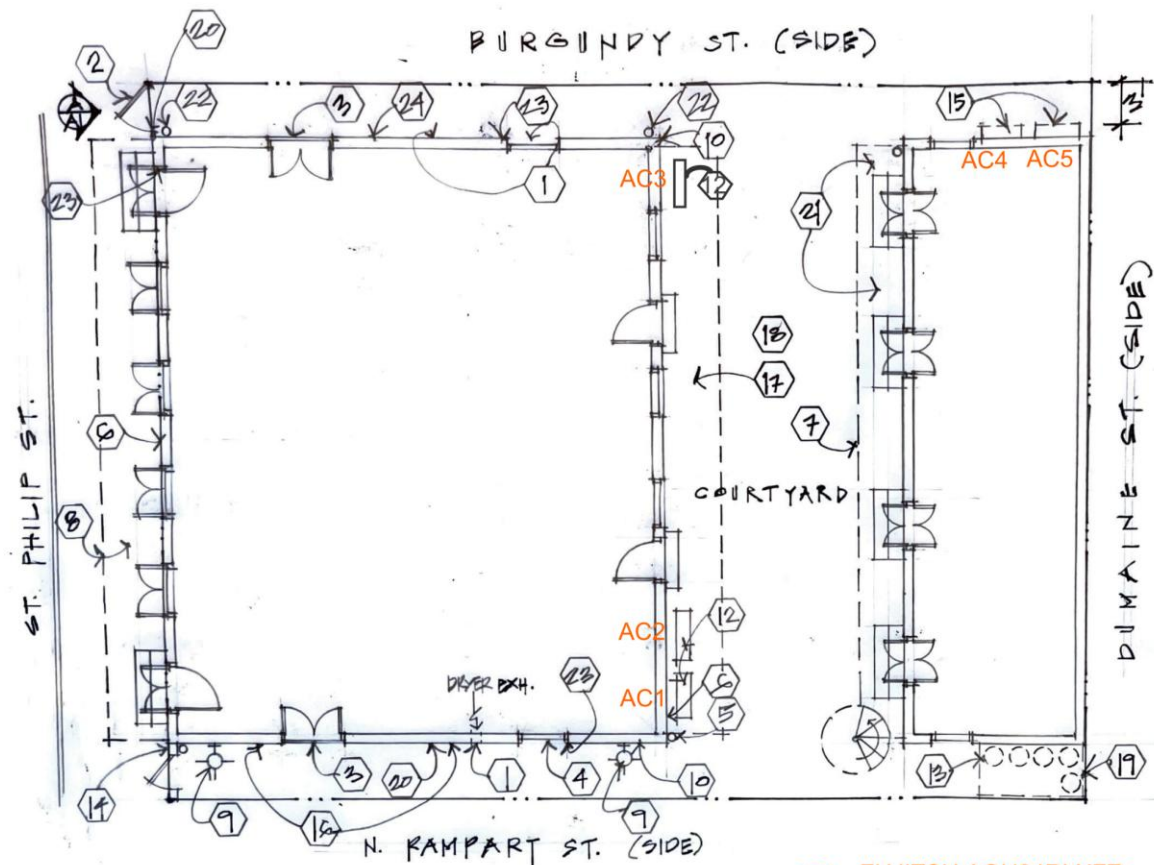 BURGUNDY ST. (SIDE)
20
2
22
3
24
23
22
15
3'
A
A1
10
AC3
12
AC4
AC5
1
23
21
18
17
6
7
ST. PHILIP ST.
COURTYARD
DUMAINE ST. (SIDE)
8
AC2
12
DRYER EXH.
23
AC1
6
5
14
9
3
20
1
4
10
13
19
16
9
N. RAMPART ST. (SIDE)